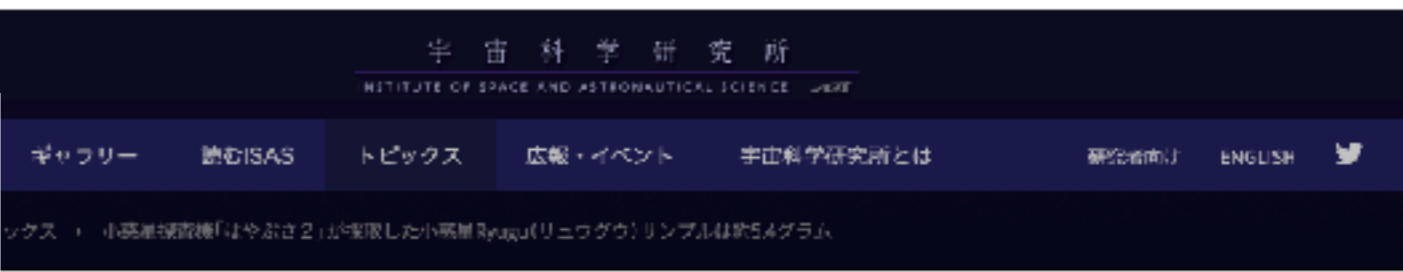 宇宙科学研究所
INSTITUTE OF SPACE AND ASTRONAUTICAL SCIENCE
ギャラリー 読むISAS トピックス 広報・イベント 宇宙科学研究所とは 研究者向け ENGLISH
ックス › 小惑星探査機「はやぶさ２」が採取した小惑星Ryugu(リュウグウ)サンプルは約5.4グラム